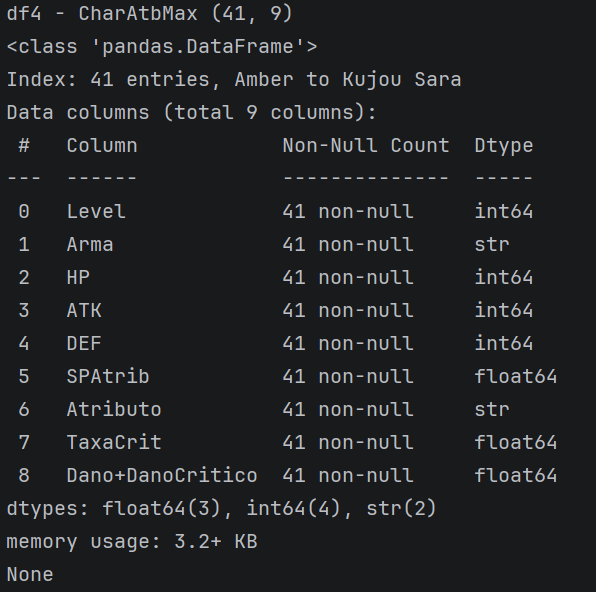 df4 - CharAtbMax (41, 9)
<class 'pandas.DataFrame'>
Index: 41 entries, Amber to Kujou Sara
Data columns (total 9 columns):
 #   Column            Non-Null Count  Dtype
---  ------            --------------  -----
 0   Level             41 non-null     int64
 1   Arma              41 non-null     str
 2   HP                41 non-null     int64
 3   ATK               41 non-null     int64
 4   DEF               41 non-null     int64
 5   SPAtrib           41 non-null     float64
 6   Atributo          41 non-null     str
 7   TaxaCrit          41 non-null     float64
 8   Dano+DanoCritico  41 non-null     float64
dtypes: float64(3), int64(4), str(2)
memory usage: 3.2+ KB
None